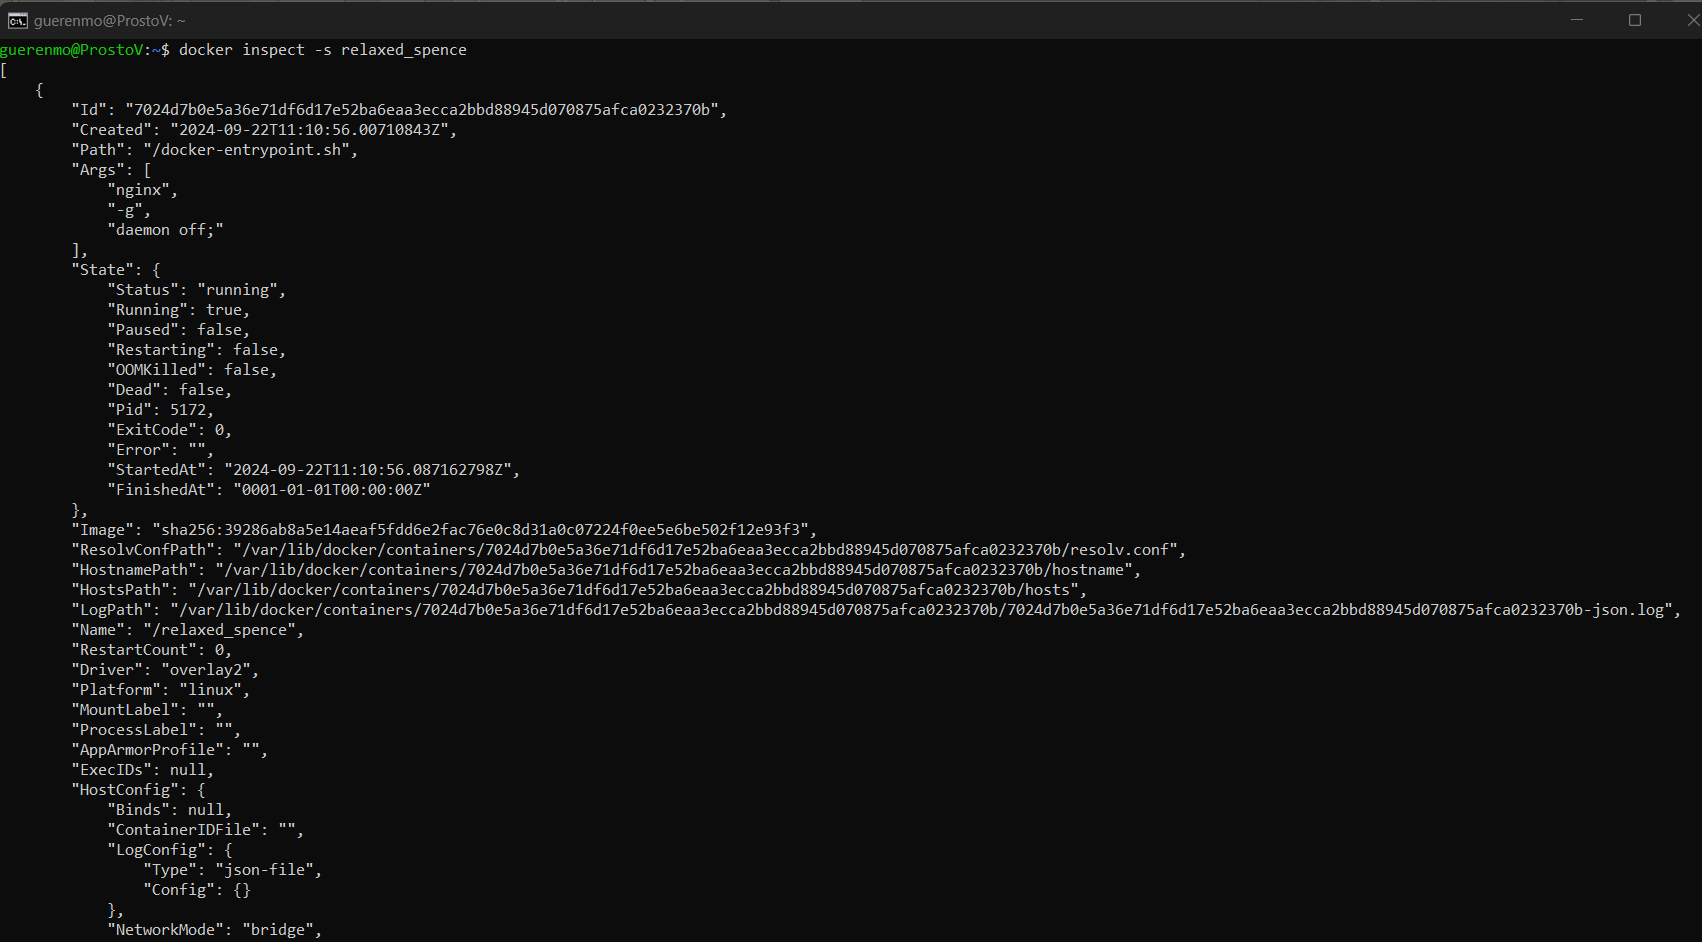 guerenmo@ProstoV: ~
guerenmo@ProstoV:~$ docker inspect -s relaxed_spence
[
    {
        "Id": "7024d7b0e5a36e71df6d17e52ba6eaa3ecca2bbd88945d070875afca0232370b",
        "Created": "2024-09-22T11:10:56.00710843Z",
        "Path": "/docker-entrypoint.sh",
        "Args": [
            "nginx",
            "-g",
            "daemon off;"
        ],
        "State": {
            "Status": "running",
            "Running": true,
            "Paused": false,
            "Restarting": false,
            "OOMKilled": false,
            "Dead": false,
            "Pid": 5172,
            "ExitCode": 0,
            "Error": "",
            "StartedAt": "2024-09-22T11:10:56.087162798Z",
            "FinishedAt": "0001-01-01T00:00:00Z"
        },
        "Image": "sha256:39286ab8a5e14aeaf5fdd6e2fac76e0c8d31a0c07224f0ee5e6be502f12e93f3",
        "ResolvConfPath": "/var/lib/docker/containers/7024d7b0e5a36e71df6d17e52ba6eaa3ecca2bbd88945d070875afca0232370b/resolv.conf",
        "HostnamePath": "/var/lib/docker/containers/7024d7b0e5a36e71df6d17e52ba6eaa3ecca2bbd88945d070875afca0232370b/hostname",
        "HostsPath": "/var/lib/docker/containers/7024d7b0e5a36e71df6d17e52ba6eaa3ecca2bbd88945d070875afca0232370b/hosts",
        "LogPath": "/var/lib/docker/containers/7024d7b0e5a36e71df6d17e52ba6eaa3ecca2bbd88945d070875afca0232370b/7024d7b0e5a36e71df6d17e52ba6eaa3ecca2bbd88945d070875afca0232370b-json.log",
        "Name": "/relaxed_spence",
        "RestartCount": 0,
        "Driver": "overlay2",
        "Platform": "linux",
        "MountLabel": "",
        "ProcessLabel": "",
        "AppArmorProfile": "",
        "ExecIDs": null,
        "HostConfig": {
            "Binds": null,
            "ContainerIDFile": "",
            "LogConfig": {
                "Type": "json-file",
                "Config": {}
            },
            "NetworkMode": "bridge",